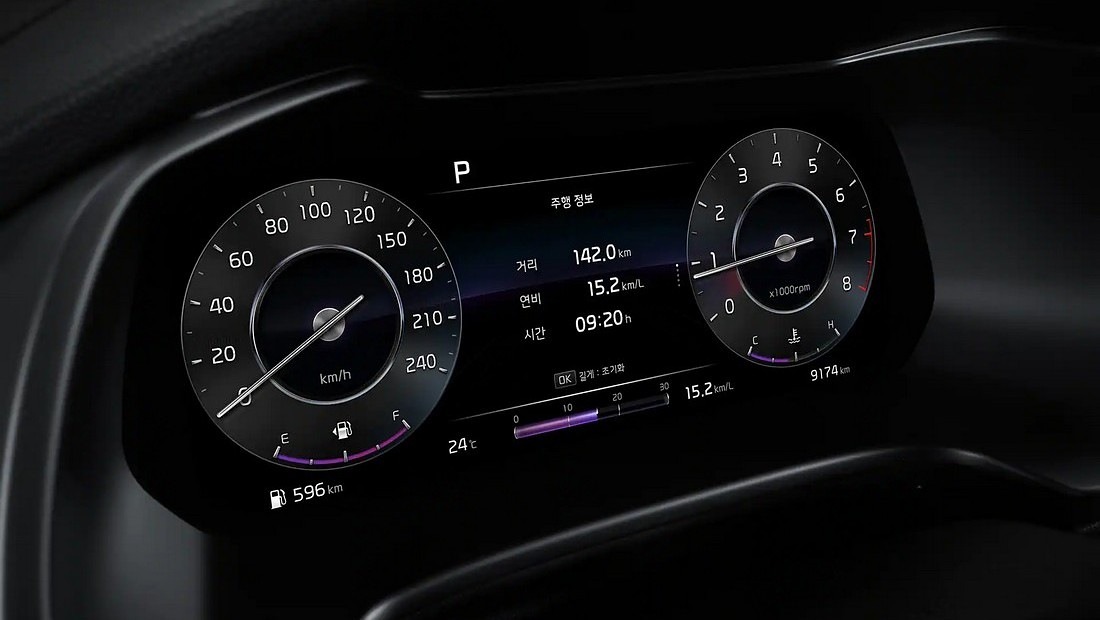 P
주행 정보
거리 142.0 km
연비 15.2 km/L
시간 09:20 h
OK 길게 : 초기화
0 10 20 30
15.2 km/L
24℃
0 20 40 60 80 100 120 150 180 210 240
km/h
E F
596 km
0 1 2 3 4 5 6 7 8
x1000rpm
C H
9174 km